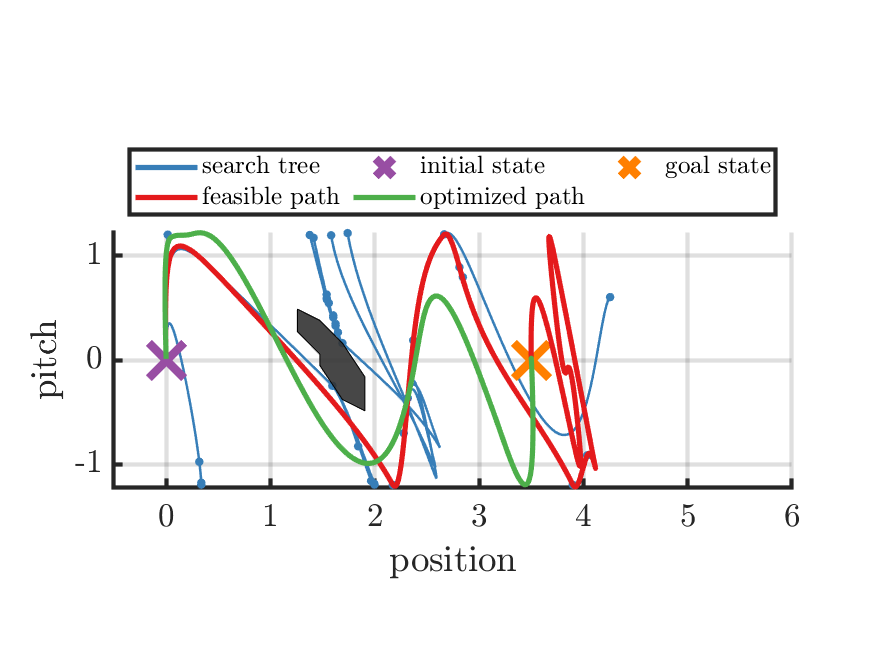 search tree initial state goal state
feasible path optimized path
1
0
-1
pitch
0 1 2 3 4 5 6
position